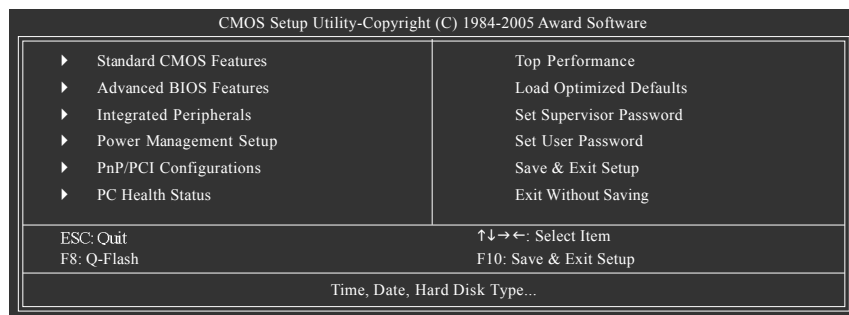 CMOS Setup Utility-Copyright (C) 1984-2005 Award Software
▶ Standard CMOS Features
▶ Advanced BIOS Features
▶ Integrated Peripherals
▶ Power Management Setup
▶ PnP/PCI Configurations
▶ PC Health Status
Top Performance
Load Optimized Defaults
Set Supervisor Password
Set User Password
Save & Exit Setup
Exit Without Saving
ESC: Quit
↑↓→←: Select Item
F8: Q-Flash
F10: Save & Exit Setup
Time, Date, Hard Disk Type...